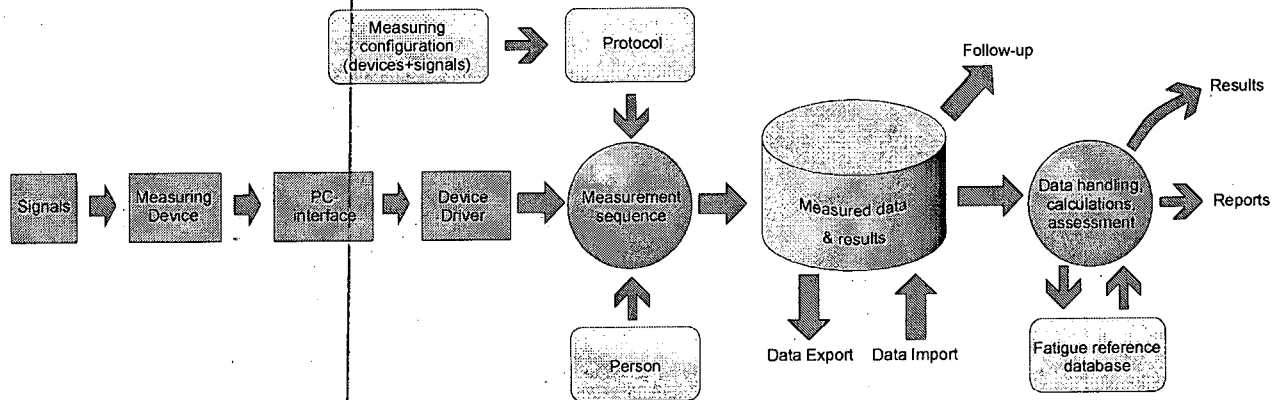 Measuring
configuration
(devices+signals)
Protocol
Follow-up
Results
Signals
Measuring
Device
PC-
interface
Device
Driver
Measurement
sequence
Measured data
& results
Data handling,
calculations,
assessment
Reports
Person
Data Export
Data Import
Fatigue reference
database